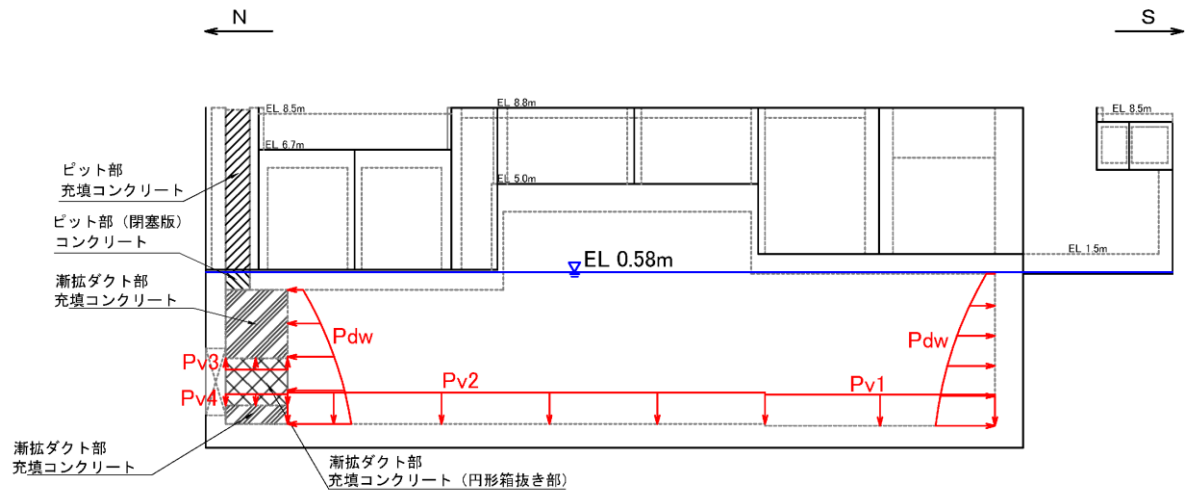 N
S
EL 8.5m
EL 8.8m
EL 8.5m
EL 6.7m
ピット部
充填コンクリート
EL 5.0m
ピット部（閉塞版）
コンクリート
EL 0.58m
EL 1.5m
漸拡ダクト部
充填コンクリート
Pdw
Pdw
Pv3
Pv2
Pv1
Pv4
漸拡ダクト部
充填コンクリート
漸拡ダクト部
充填コンクリート（円形箱抜き部）